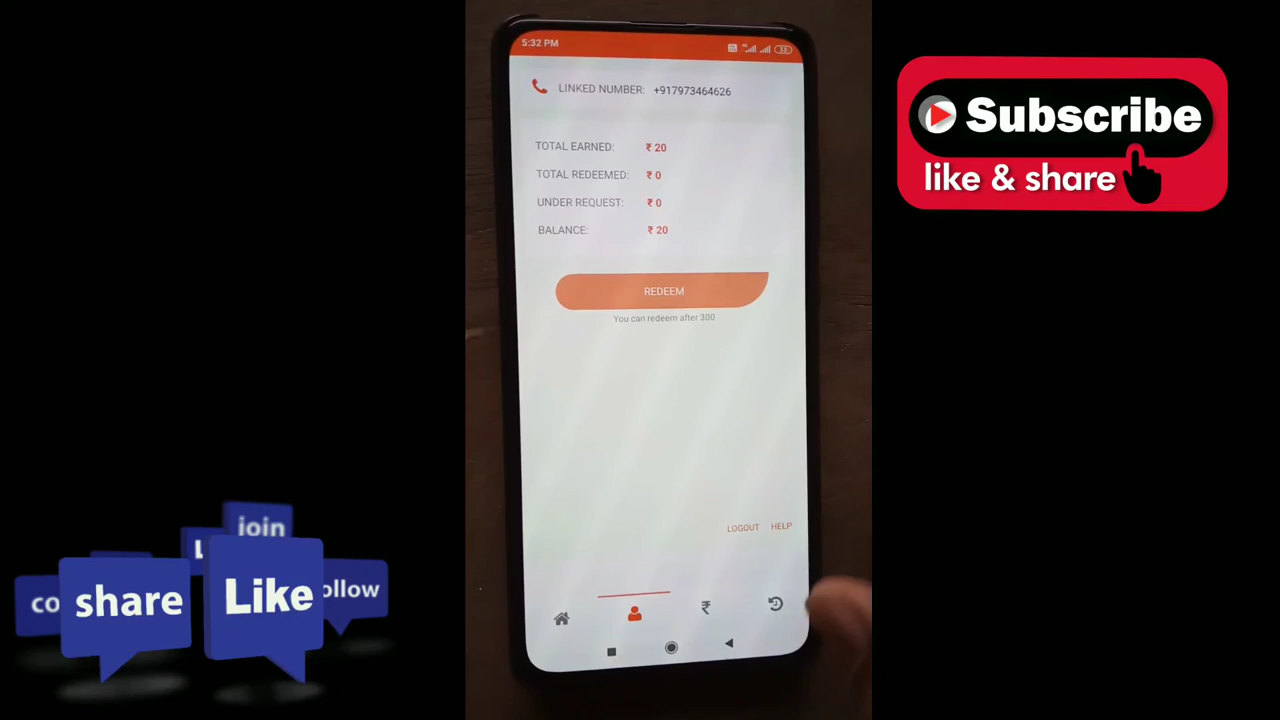 5:32 PM
33
LINKED NUMBER: +917973464626
TOTAL EARNED: ₹ 20
TOTAL REDEEMED: ₹ 0
UNDER REQUEST: ₹ 0
BALANCE: ₹ 20
REDEEM
You can redeem after 300
LOGOUT HELP
₹
Subscribe
like & share
join
L
co
share
Like
ollow